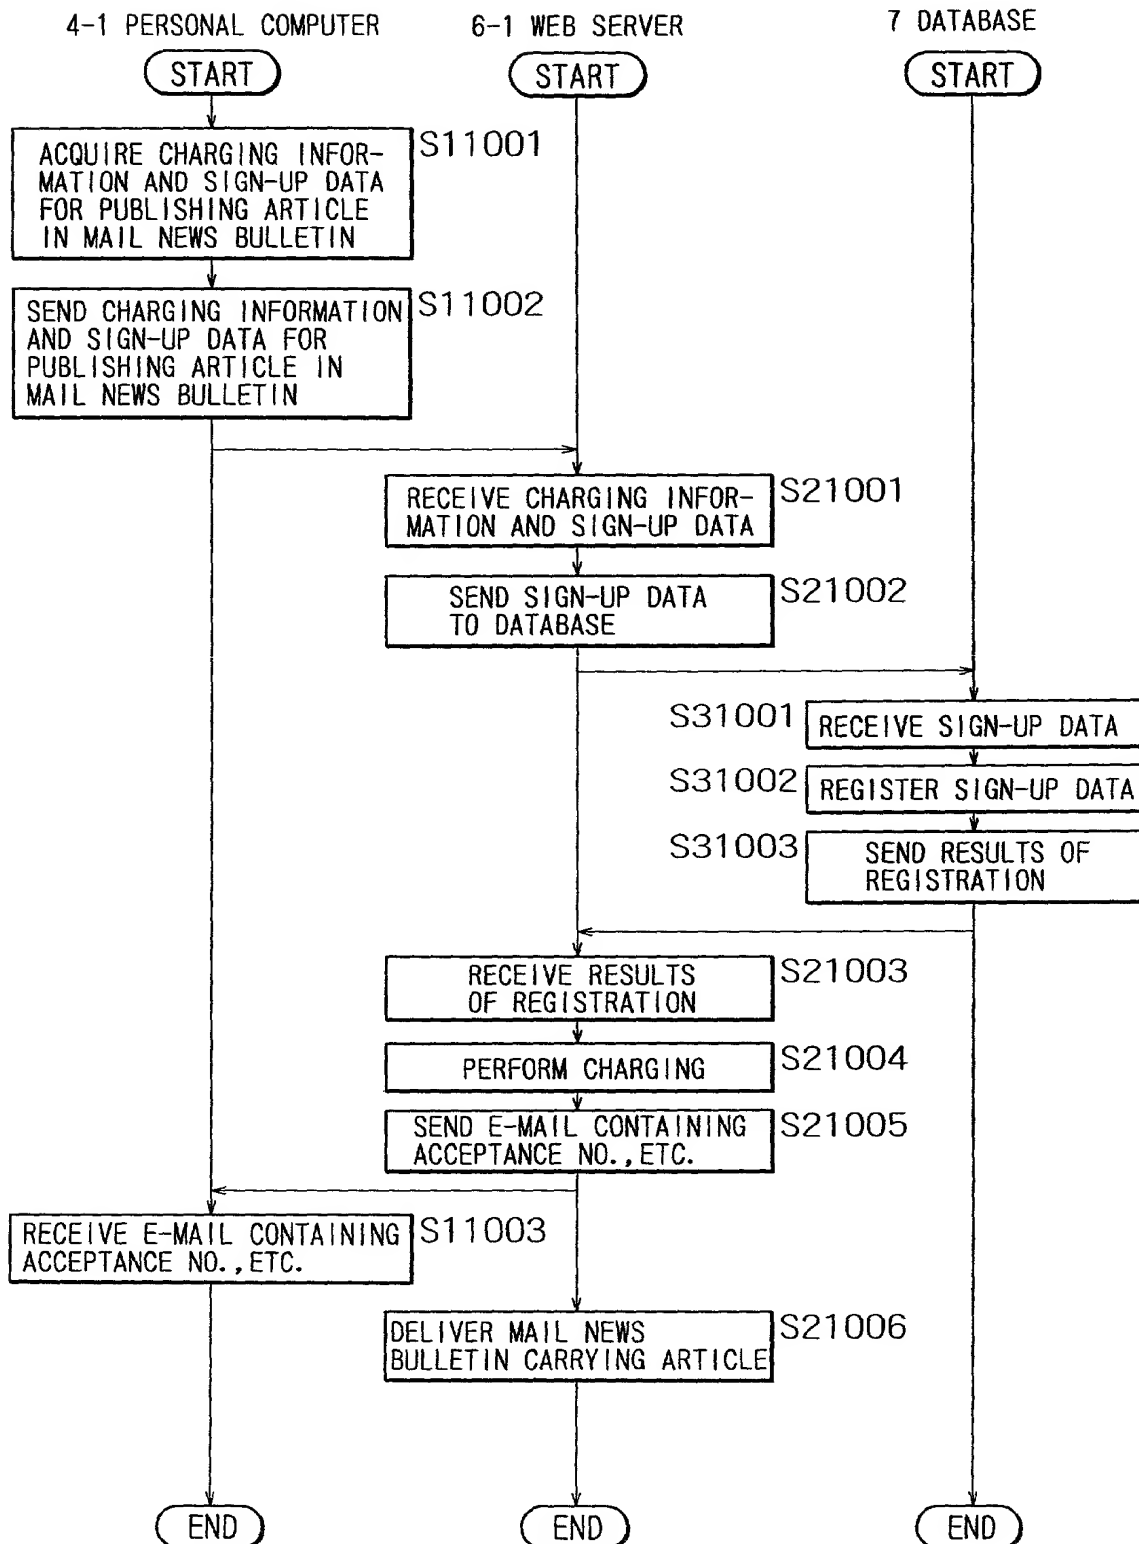 4-1 PERSONAL COMPUTER
6-1 WEB SERVER
7 DATABASE
START
START
START
ACQUIRE CHARGING INFOR-
MATION AND SIGN-UP DATA
FOR PUBLISHING ARTICLE
IN MAIL NEWS BULLETIN
S11001
SEND CHARGING INFORMATION
AND SIGN-UP DATA FOR
PUBLISHING ARTICLE IN
MAIL NEWS BULLETIN
S11002
RECEIVE CHARGING INFOR-
MATION AND SIGN-UP DATA
S21001
SEND SIGN-UP DATA
TO DATABASE
S21002
S31001
RECEIVE SIGN-UP DATA
S31002
REGISTER SIGN-UP DATA
S31003
SEND RESULTS OF
REGISTRATION
RECEIVE RESULTS
OF REGISTRATION
S21003
PERFORM CHARGING
S21004
SEND E-MAIL CONTAINING
ACCEPTANCE NO.,ETC.
S21005
RECEIVE E-MAIL CONTAINING
ACCEPTANCE NO.,ETC.
S11003
DELIVER MAIL NEWS
BULLETIN CARRYING ARTICLE
S21006
END
END
END